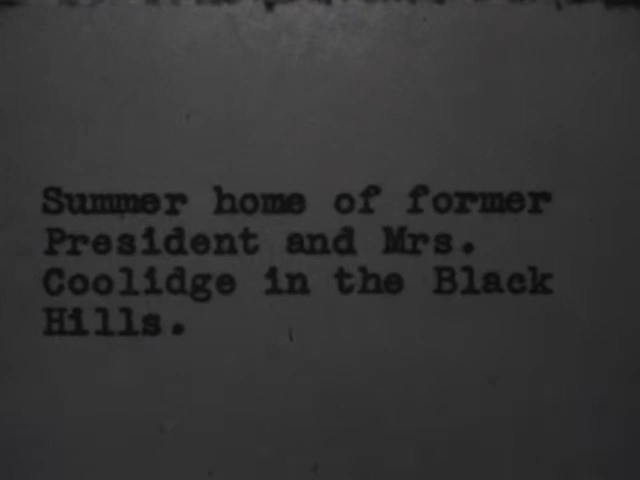 Summer home of former
President and Mrs.
Coolidge in the Black
Hills.